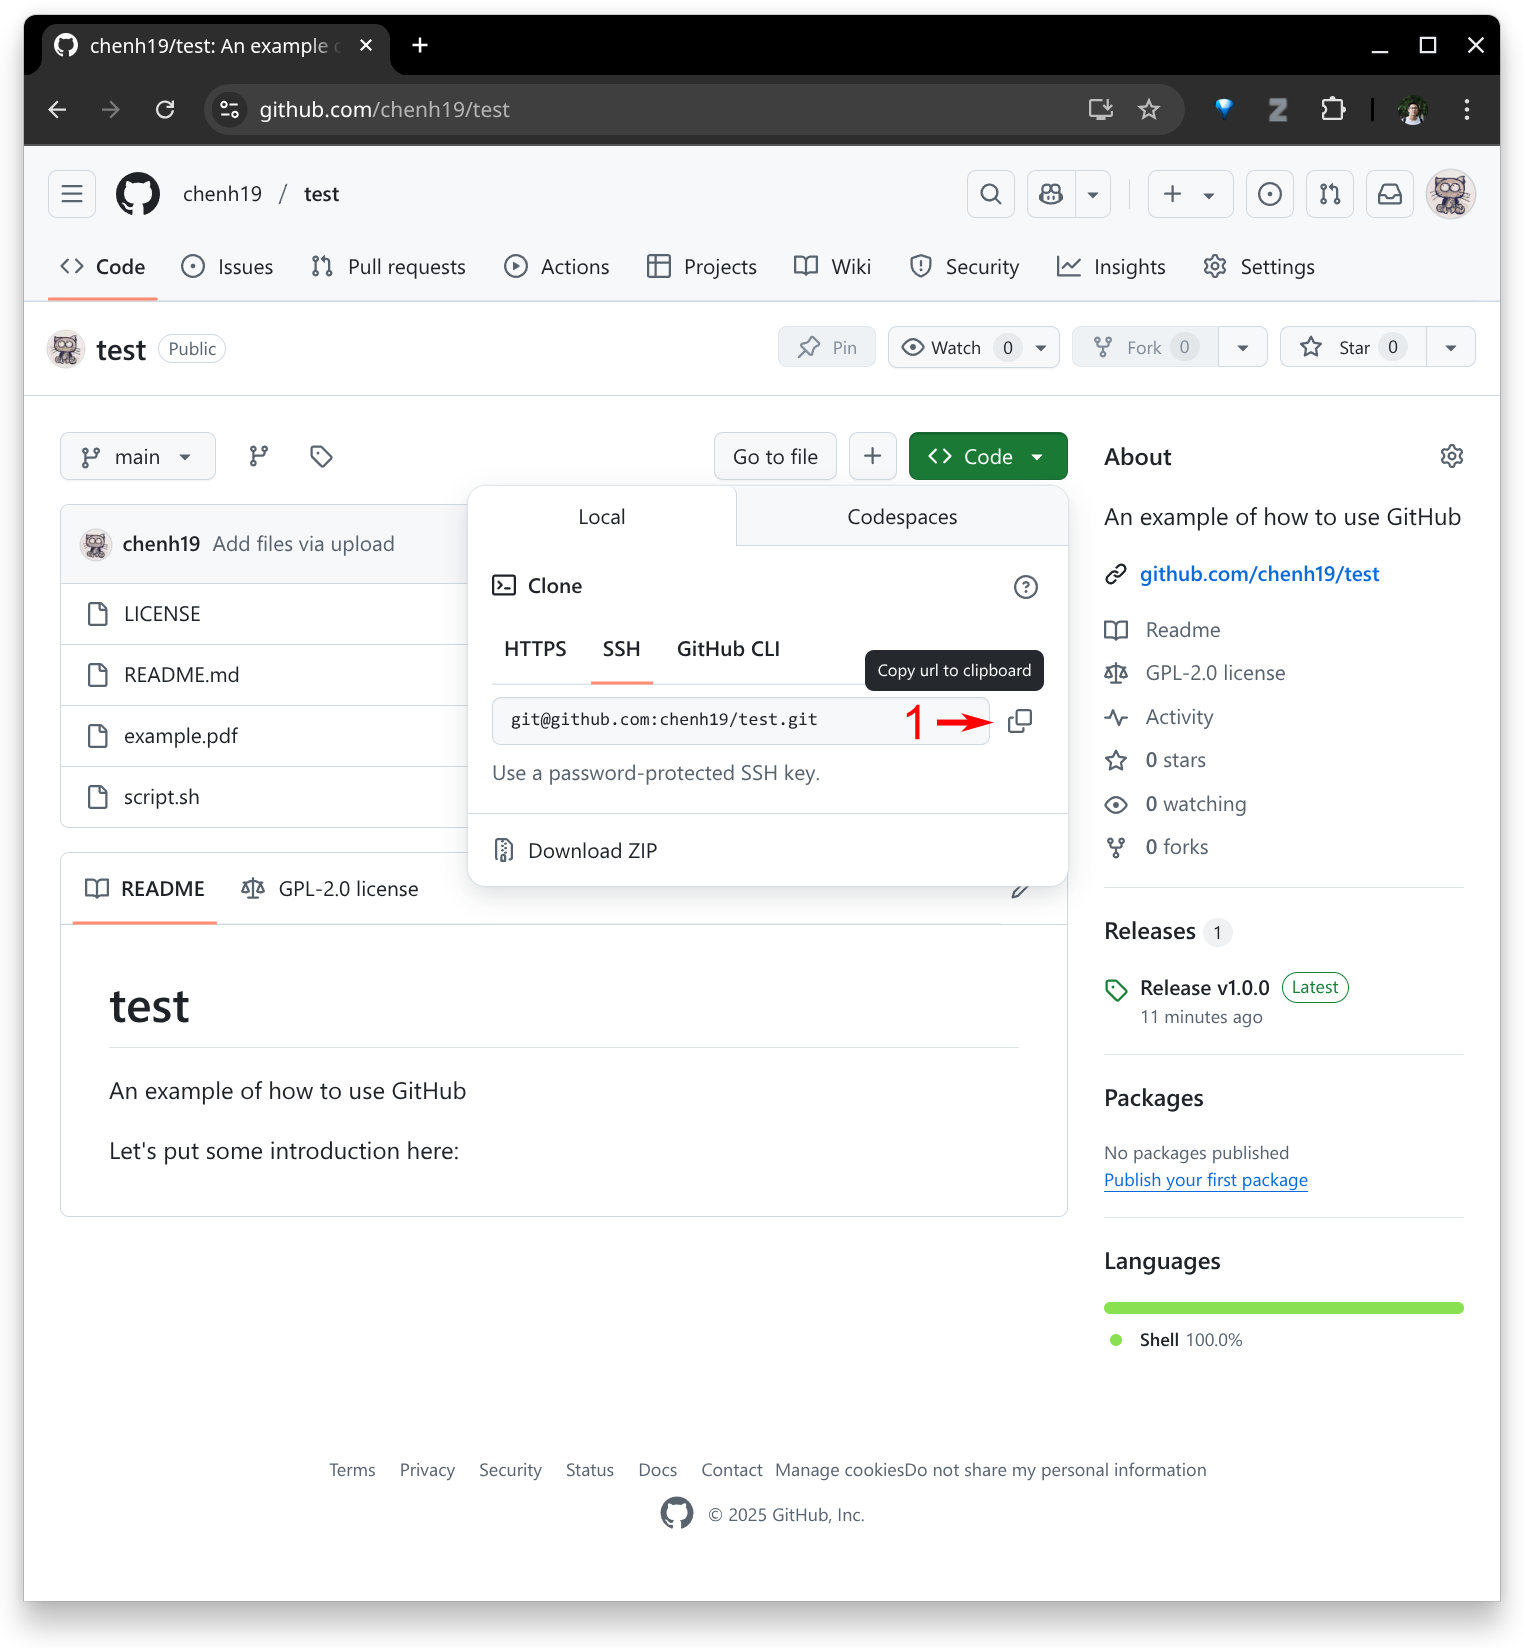 chenh19/test: An example
github.com/chenh19/test
chenh19 / test
Code Issues Pull requests Actions Projects Wiki Security Insights Settings
test Public Pin Watch 0 Fork 0 Star 0
main Go to file Code
Local Codespaces
chenh19 Add files via upload
LICENSE
README.md
example.pdf
script.sh
Clone
HTTPS SSH GitHub CLI
Copy url to clipboard
git@github.com:chenh19/test.git 1
Use a password-protected SSH key.
Download ZIP
README GPL-2.0 license
test
An example of how to use GitHub
Let's put some introduction here:
About
An example of how to use GitHub
github.com/chenh19/test
Readme
GPL-2.0 license
Activity
0 stars
0 watching
0 forks
Releases 1
Release v1.0.0 Latest
11 minutes ago
Packages
No packages published
Publish your first package
Languages
Shell 100.0%
Terms Privacy Security Status Docs Contact Manage cookies Do not share my personal information
© 2025 GitHub, Inc.